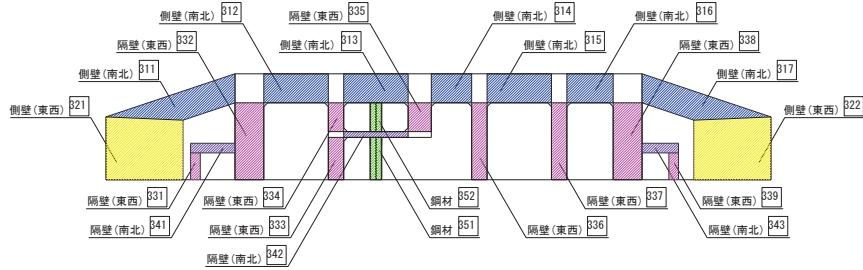 側壁(南北) 312
隔壁(東西) 335
側壁(南北) 314
側壁(南北) 316
隔壁(東西) 332
側壁(南北) 313
側壁(南北) 315
隔壁(東西) 338
側壁(南北) 311
側壁(南北) 317
側壁(東西) 321
側壁(東西) 322
隔壁(東西) 331
隔壁(東西) 334
鋼材 352
隔壁(東西) 337
隔壁(東西) 339
隔壁(南北) 341
隔壁(東西) 333
鋼材 351
隔壁(東西) 336
隔壁(南北) 343
隔壁(南北) 342